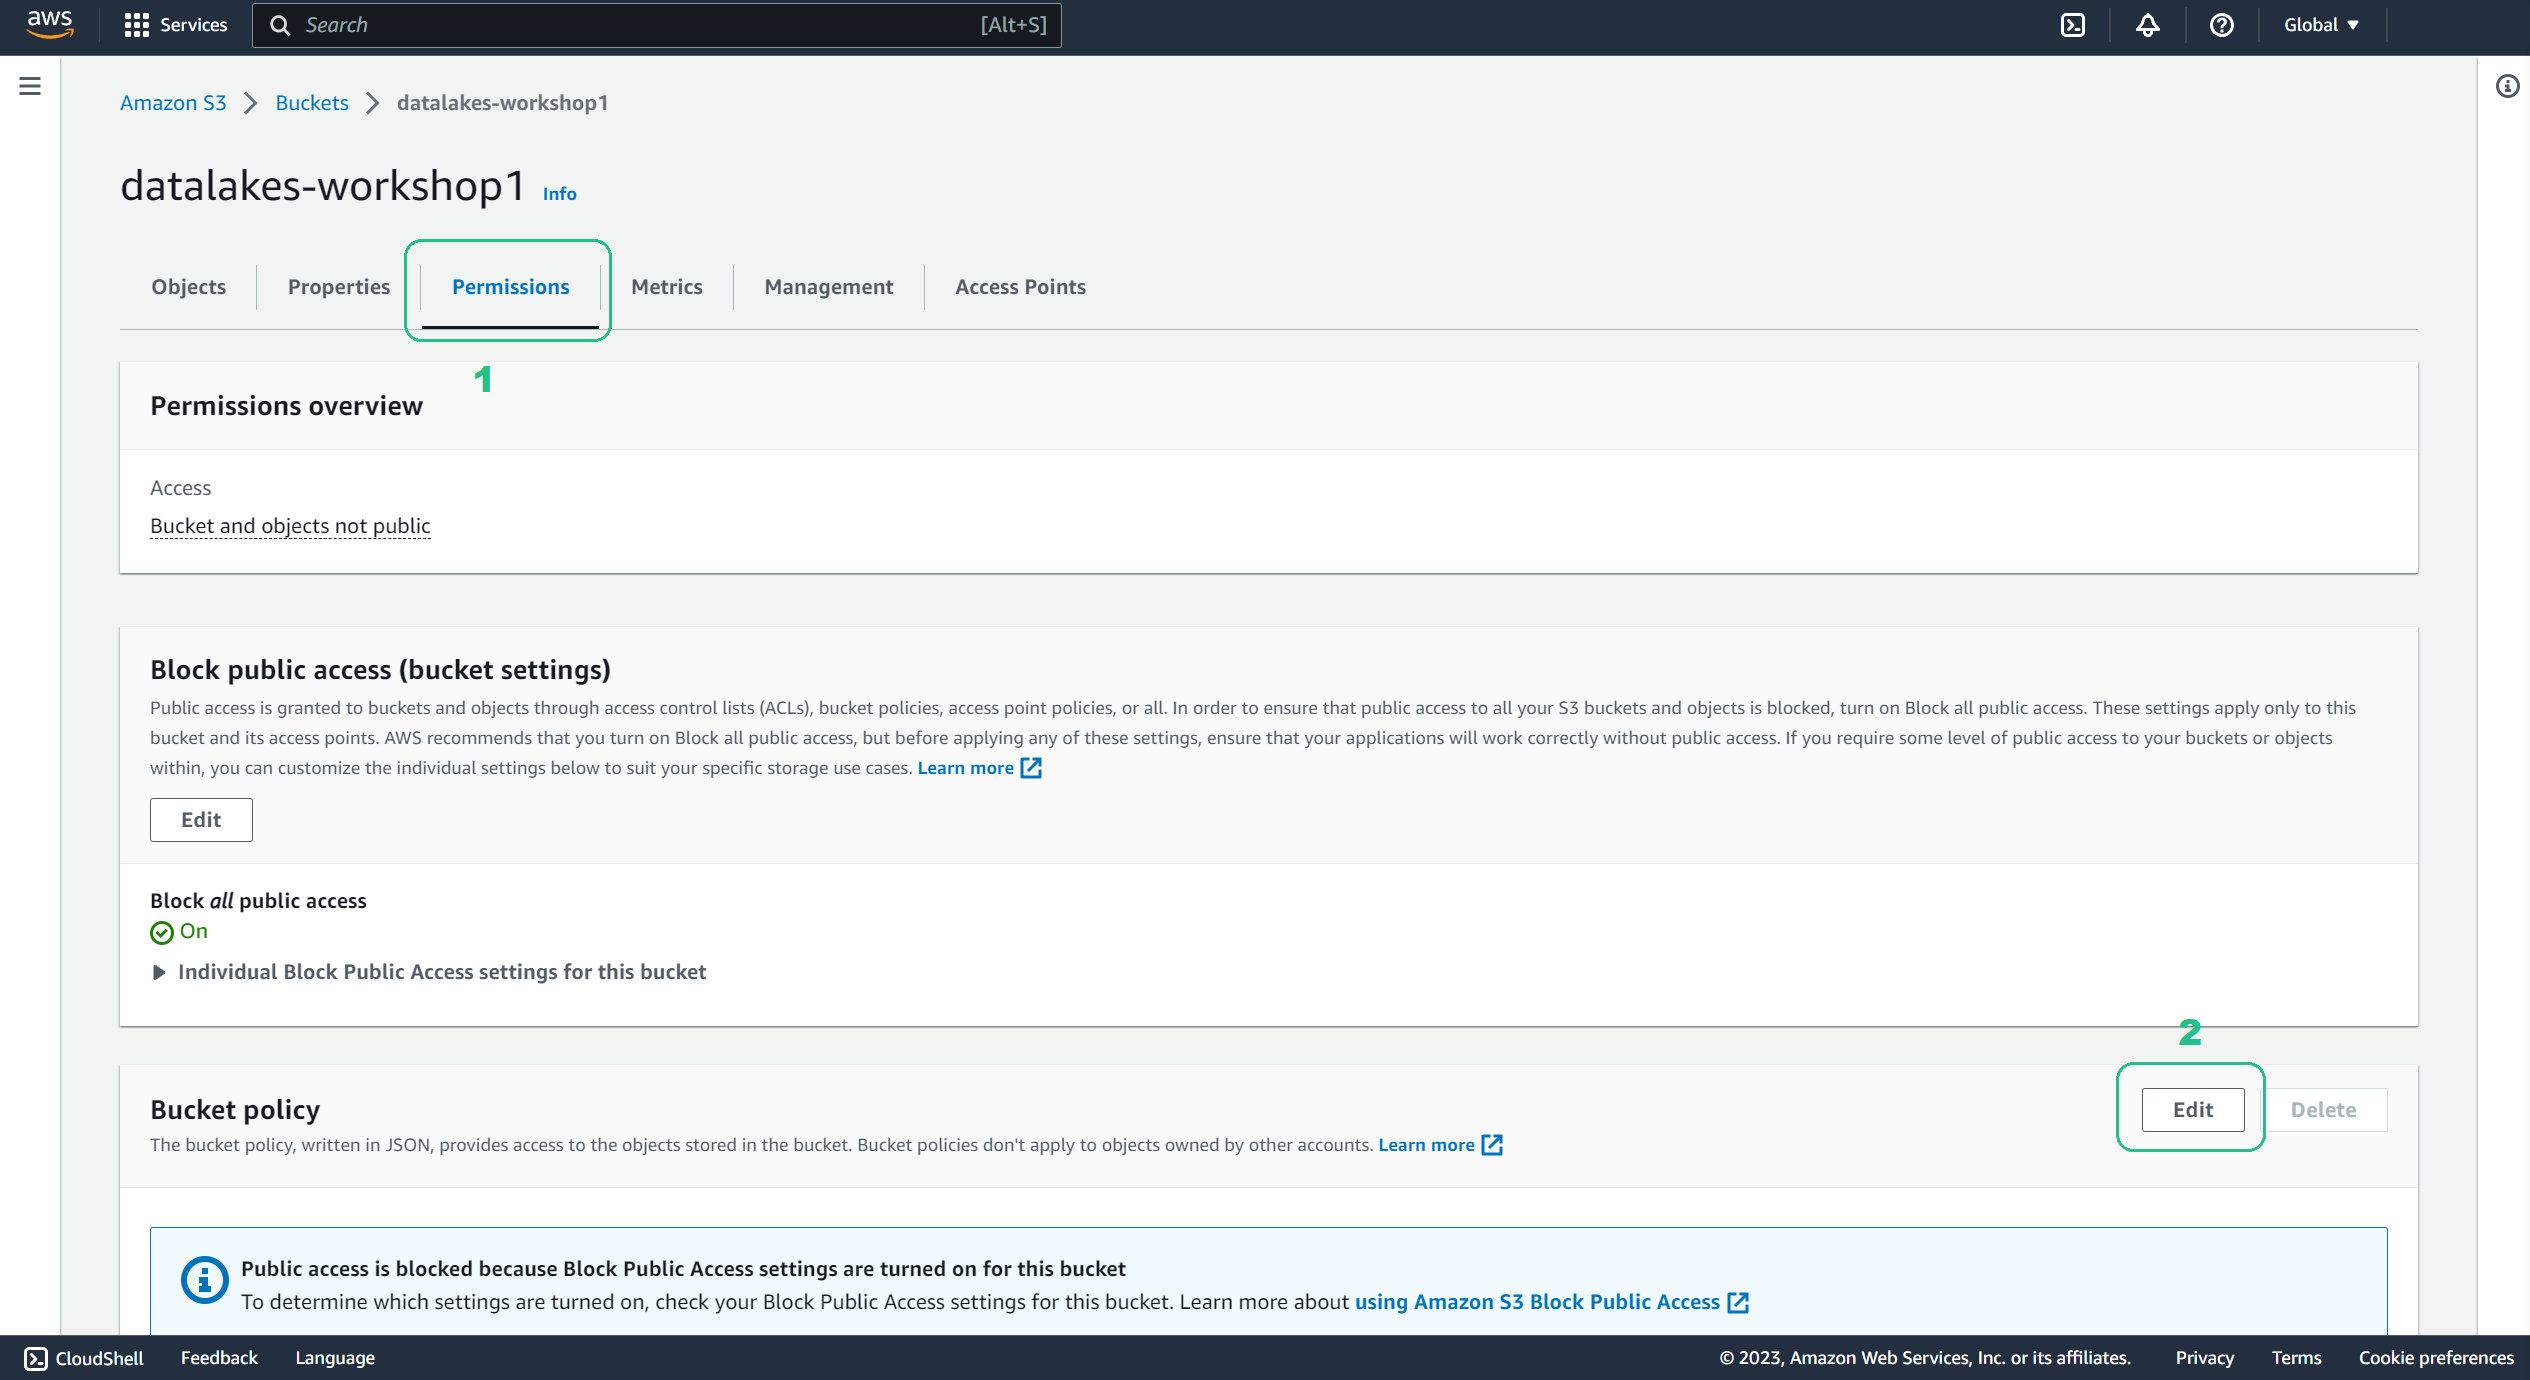 aws
Services
Search [Alt+S]
Global
Amazon S3 > Buckets > datalakes-workshop1
datalakes-workshop1 Info
Objects Properties Permissions Metrics Management Access Points
1
Permissions overview
Access
Bucket and objects not public
Block public access (bucket settings)
Public access is granted to buckets and objects through access control lists (ACLs), bucket policies, access point policies, or all. In order to ensure that public access to all your S3 buckets and objects is blocked, turn on Block all public access. These settings apply only to this
bucket and its access points. AWS recommends that you turn on Block all public access, but before applying any of these settings, ensure that your applications will work correctly without public access. If you require some level of public access to your buckets or objects
within, you can customize the individual settings below to suit your specific storage use cases. Learn more
Edit
Block all public access
On
Individual Block Public Access settings for this bucket
2
Bucket policy
Edit Delete
The bucket policy, written in JSON, provides access to the objects stored in the bucket. Bucket policies don't apply to objects owned by other accounts. Learn more
Public access is blocked because Block Public Access settings are turned on for this bucket
To determine which settings are turned on, check your Block Public Access settings for this bucket. Learn more about using Amazon S3 Block Public Access
CloudShell Feedback Language © 2023, Amazon Web Services, Inc. or its affiliates. Privacy Terms Cookie preferences